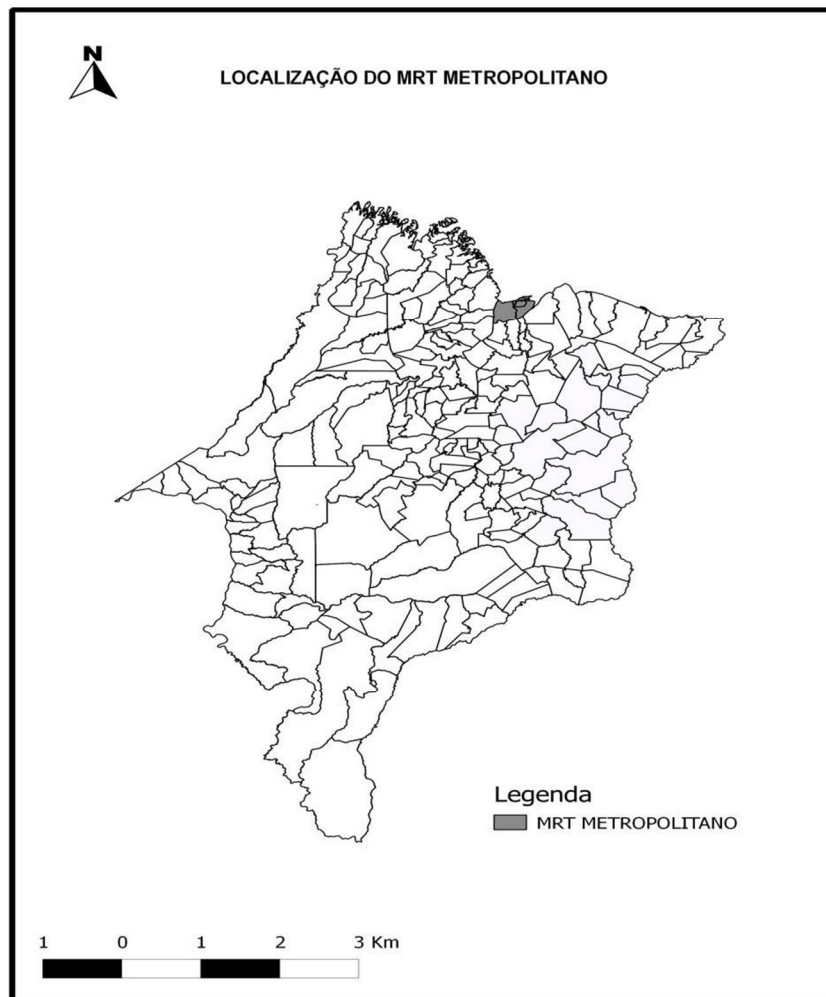 N
LOCALIZAÇÃO DO MRT METROPOLITANO
Legenda
MRT METROPOLITANO
1 0 1 2 3 Km